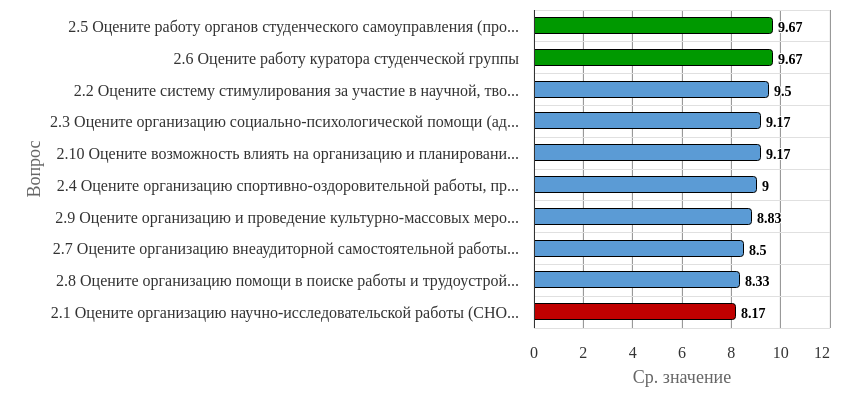 2.5 Оцените работу органов студенческого самоуправления (про... 9.67
2.6 Оцените работу куратора студенческой группы 9.67
2.2 Оцените систему стимулирования за участие в научной, тво... 9.5
2.3 Оцените организацию социально-психологической помощи (ад... 9.17
2.10 Оцените возможность влиять на организацию и планировани... 9.17
2.4 Оцените организацию спортивно-оздоровительной работы, пр... 9
2.9 Оцените организацию и проведение культурно-массовых меро... 8.83
2.7 Оцените организацию внеаудиторной самостоятельной работы... 8.5
2.8 Оцените организацию помощи в поиске работы и трудоустрой... 8.33
2.1 Оцените организацию научно-исследовательской работы (СНО... 8.17
Вопрос
0 2 4 6 8 10 12
Ср. значение